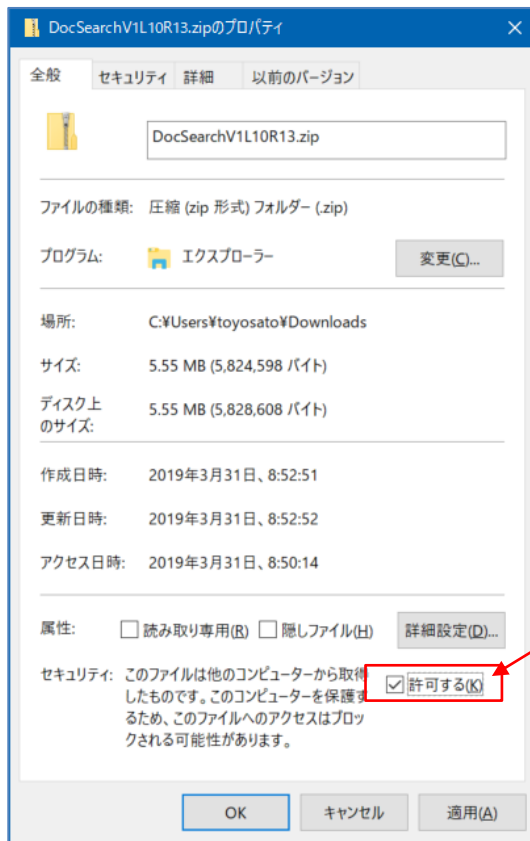 DocSearchV1L10R13.zipのプロパティ
全般 セキュリティ 詳細 以前のバージョン
DocSearchV1L10R13.zip
ファイルの種類: 圧縮 (zip 形式) フォルダー (.zip)
プログラム: エクスプローラー 変更(C)...
場所: C:¥Users¥toyosato¥Downloads
サイズ: 5.55 MB (5,824,598 バイト)
ディスク上
のサイズ: 5.55 MB (5,828,608 バイト)
作成日時: 2019年3月31日、8:52:51
更新日時: 2019年3月31日、8:52:52
アクセス日時: 2019年3月31日、8:50:14
属性: 読み取り専用(R) 隠しファイル(H) 詳細設定(D)...
セキュリティ: このファイルは他のコンピューターから取得
したものです。このコンピューターを保護す
るため、このファイルへのアクセスはブロッ
クされる可能性があります。
許可する(K)
OK キャンセル 適用(A)